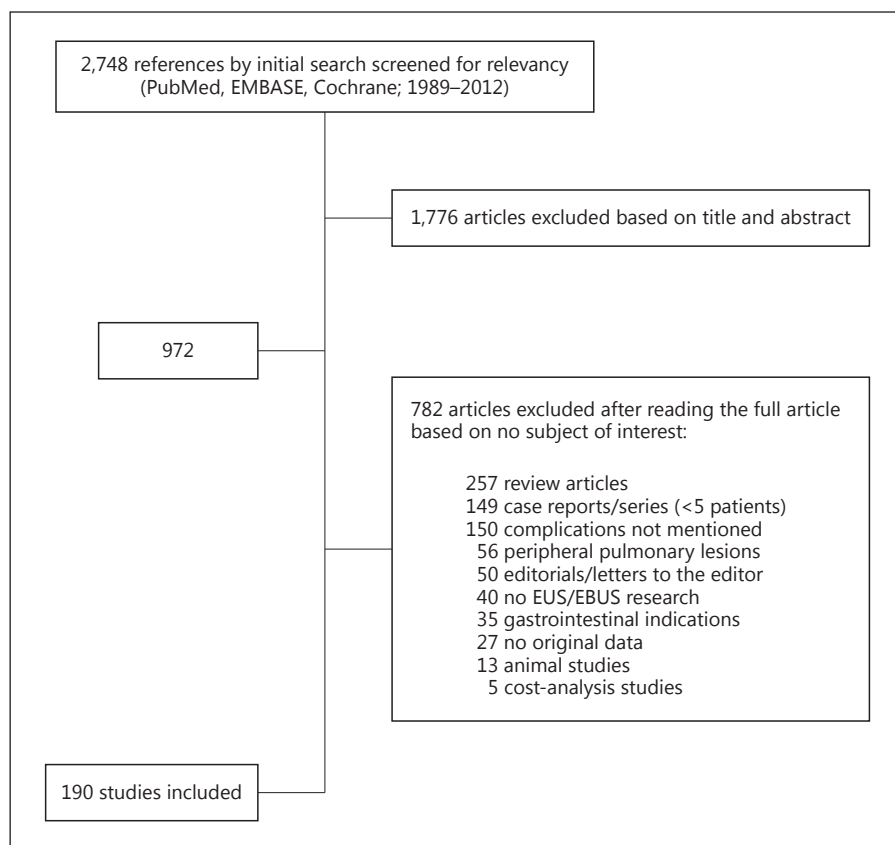 2,748 references by initial search screened for relevancy
(PubMed, EMBASE, Cochrane; 1989–2012)
1,776 articles excluded based on title and abstract
972
782 articles excluded after reading the full article
based on no subject of interest:
257 review articles
149 case reports/series (<5 patients)
150 complications not mentioned
56 peripheral pulmonary lesions
50 editorials/letters to the editor
40 no EUS/EBUS research
35 gastrointestinal indications
27 no original data
13 animal studies
5 cost-analysis studies
190 studies included